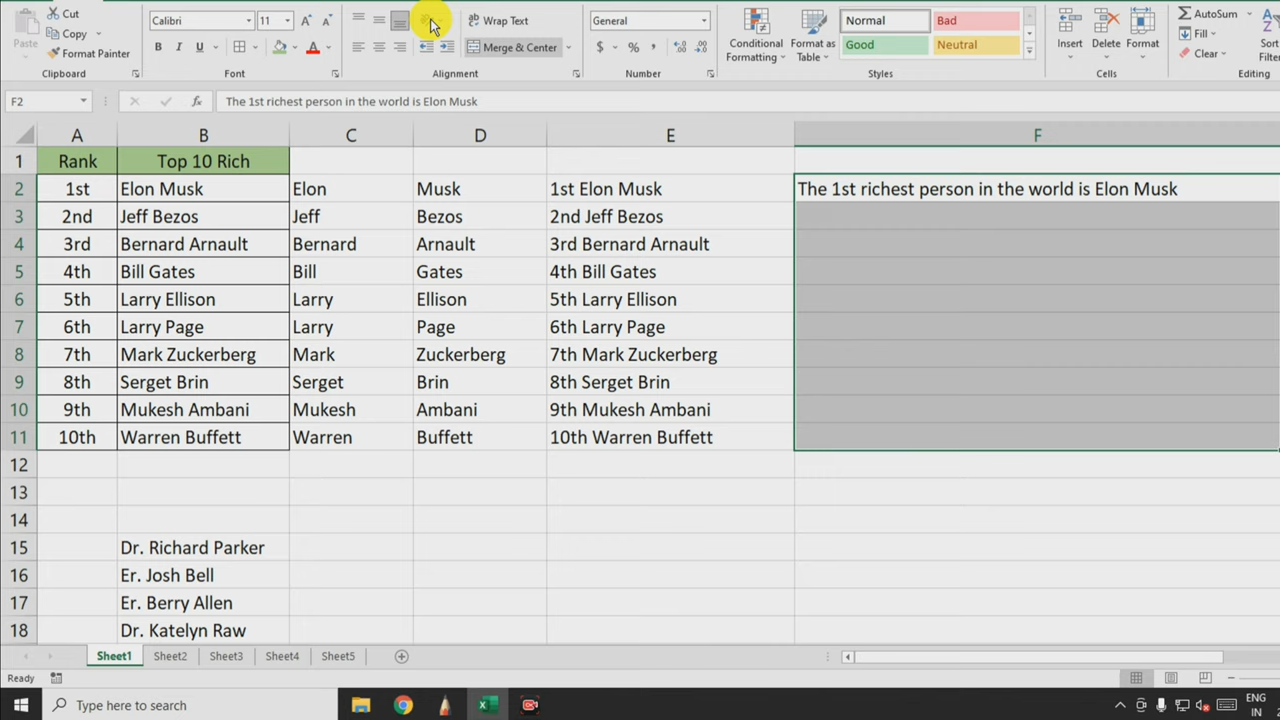 Cut
Copy
Format Painter
Paste
Clipboard
Calibri
11
B I U
Font
Wrap Text
Merge & Center
Alignment
General
$ % ,
Number
Conditional Formatting
Format as Table
Normal
Bad
Good
Neutral
Styles
Insert
Delete
Format
Cells
AutoSum
Fill
Clear
Sort
Filter
Editing
F2
fx
The 1st richest person in the world is Elon Musk
A B C D E F
1 Rank Top 10 Rich
2 1st Elon Musk Elon Musk 1st Elon Musk The 1st richest person in the world is Elon Musk
3 2nd Jeff Bezos Jeff Bezos 2nd Jeff Bezos
4 3rd Bernard Arnault Bernard Arnault 3rd Bernard Arnault
5 4th Bill Gates Bill Gates 4th Bill Gates
6 5th Larry Ellison Larry Ellison 5th Larry Ellison
7 6th Larry Page Larry Page 6th Larry Page
8 7th Mark Zuckerberg Mark Zuckerberg 7th Mark Zuckerberg
9 8th Serget Brin Serget Brin 8th Serget Brin
10 9th Mukesh Ambani Mukesh Ambani 9th Mukesh Ambani
11 10th Warren Buffett Warren Buffett 10th Warren Buffett
12
13
14
15 Dr. Richard Parker
16 Er. Josh Bell
17 Er. Berry Allen
18 Dr. Katelyn Raw
Sheet1 Sheet2 Sheet3 Sheet4 Sheet5
Ready
Type here to search
ENG
IN